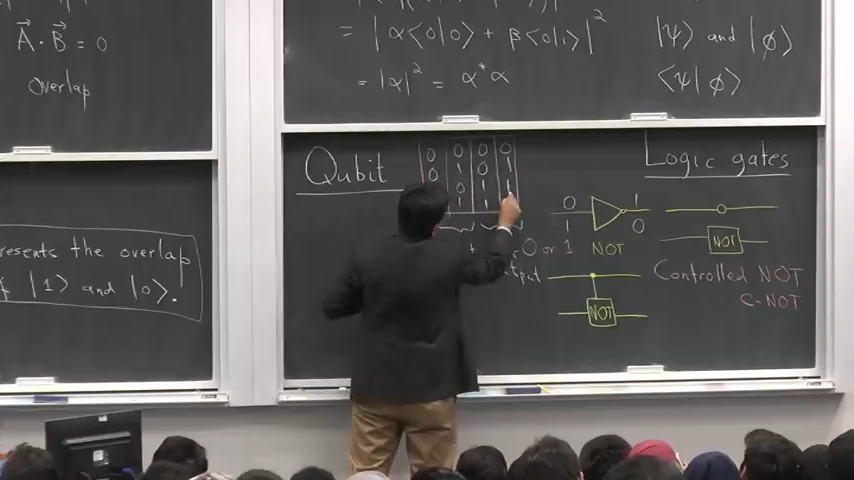 A⃗·B⃗ = 0
Overlap
resents the overlap
|1⟩ and |0⟩.
= |α⟨0|0⟩ + β⟨0|1⟩|²
= |α|² = α*α
|ψ⟩ and |ϕ⟩
⟨ψ|ϕ⟩
Qubit
0 0 0 0
0 1 0 1
0 1 1
1 1
0 or 1
tput
Logic gates
0 1
1 0
NOT
NOT
NOT
Controlled NOT
C-NOT